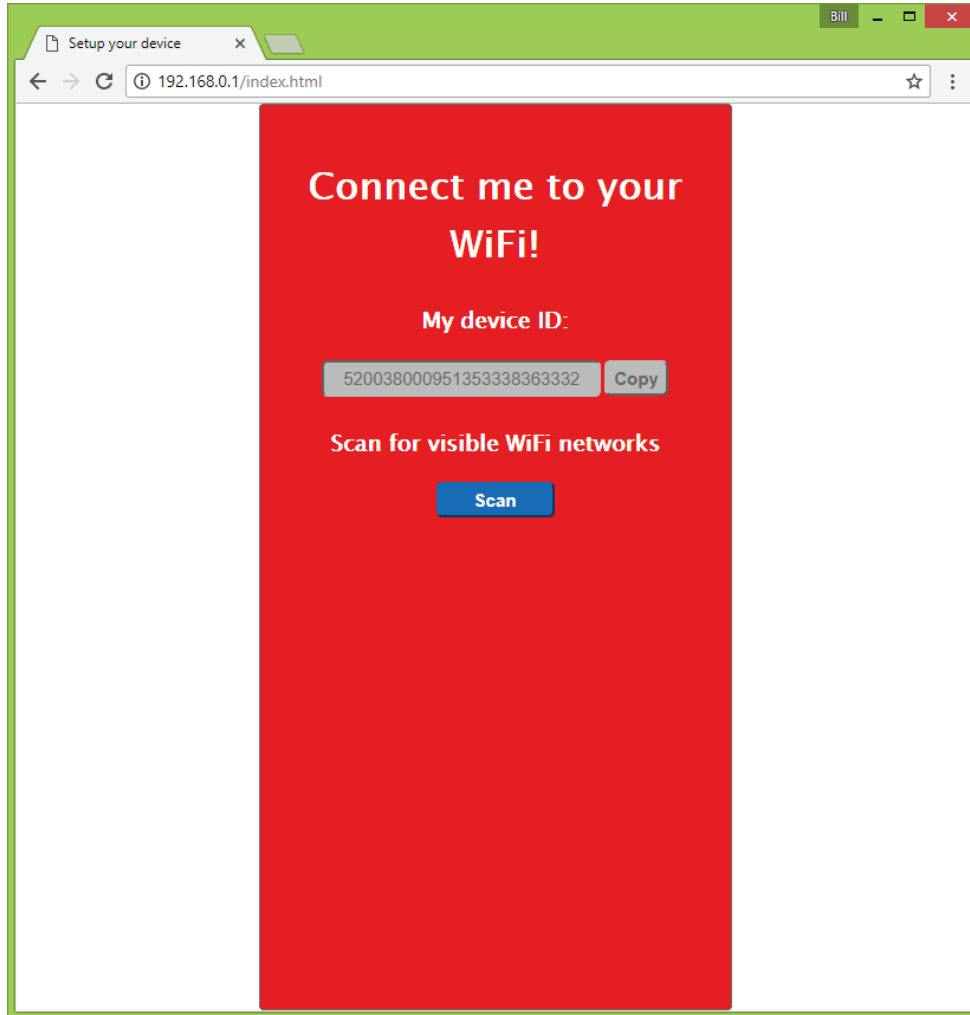 Bill
Setup your device
192.168.0.1/index.html
Connect me to your
WiFi!
My device ID:
520038000951353338363332 Copy
Scan for visible WiFi networks
Scan